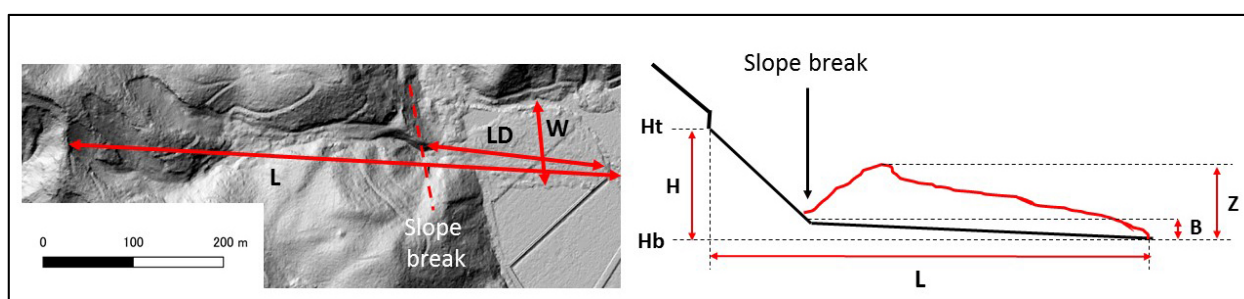 L
LD
W
Slope
break
0 100 200 m
Slope break
Ht
H
Hb
Z
B
L